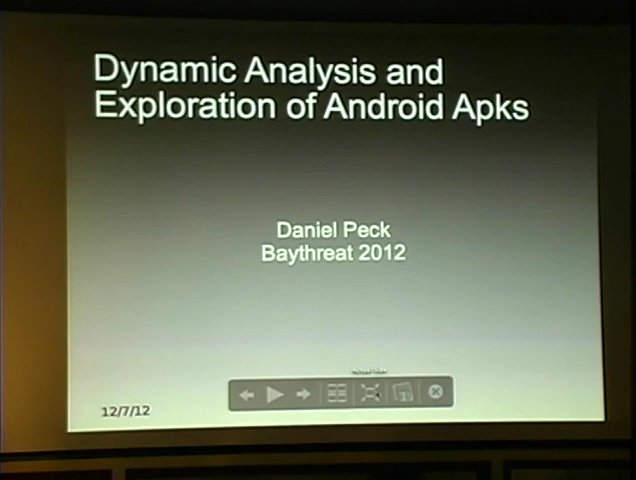 Dynamic Analysis and
Exploration of Android Apks
Daniel Peck
Baythreat 2012
12/7/12